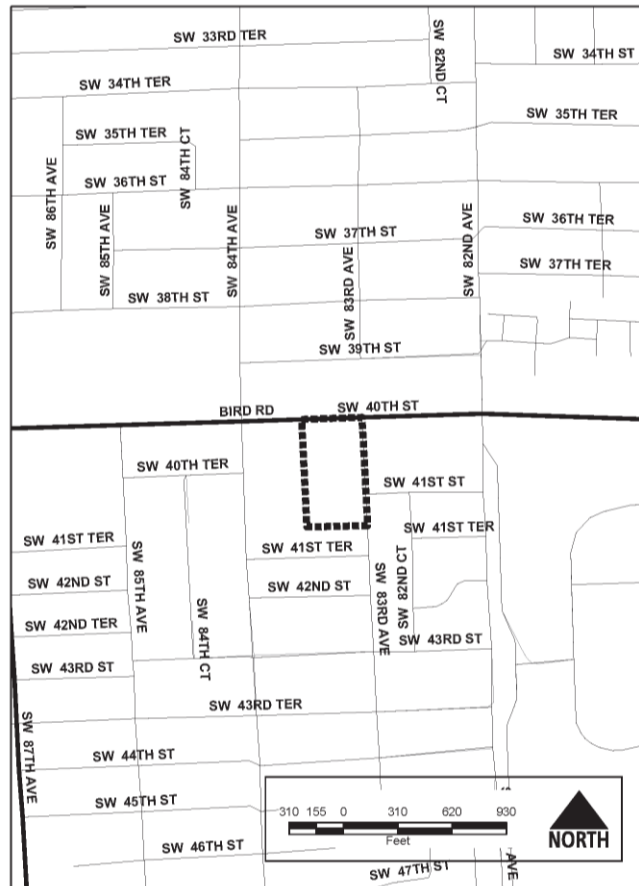 SW 33RD TER
SW 82ND CT
SW 34TH ST
SW 34TH TER
SW 35TH TER
SW 35TH TER
SW 84TH CT
SW 86TH AVE
SW 36TH ST
SW 85TH AVE
SW 84TH AVE
SW 37TH ST
SW 83RD AVE
SW 82ND AVE
SW 36TH TER
SW 37TH TER
SW 38TH ST
SW 39TH ST
BIRD RD
SW 40TH ST
SW 40TH TER
SW 41ST ST
SW 41ST TER
SW 85TH AVE
SW 41ST TER
SW 82ND CT
SW 41ST TER
SW 42ND ST
SW 84TH CT
SW 42ND ST
SW 83RD AVE
SW 42ND TER
SW 43RD ST
SW 43RD ST
SW 43RD TER
SW 87TH AVE
SW 44TH ST
SW 45TH ST
SW 46TH ST
SW 47TH ST
AVE
310 155 0 310 620 930
Feet
NORTH